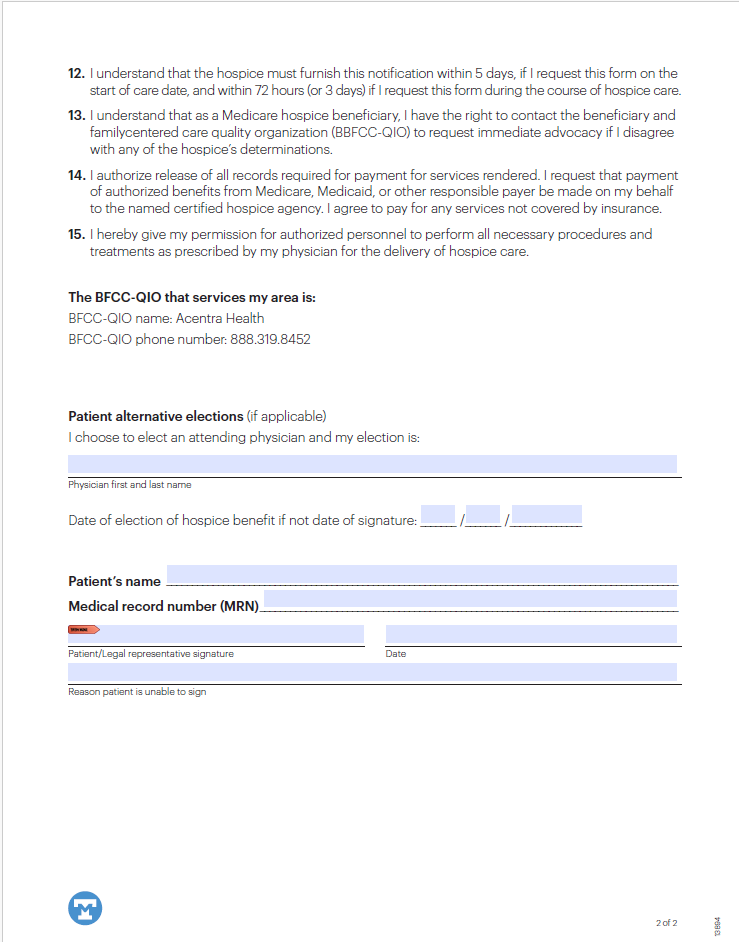 12. I understand that the hospice must furnish this notification within 5 days, if I request this form on the
start of care date, and within 72 hours (or 3 days) if I request this form during the course of hospice care.
13. I understand that as a Medicare hospice beneficiary, I have the right to contact the beneficiary and
familycentered care quality organization (BBFCC-QIO) to request immediate advocacy if I disagree
with any of the hospice's determinations.
14. I authorize release of all records required for payment for services rendered. I request that payment
of authorized benefits from Medicare, Medicaid, or other responsible payer be made on my behalf
to the named certified hospice agency. I agree to pay for any services not covered by insurance.
15. I hereby give my permission for authorized personnel to perform all necessary procedures and
treatments as prescribed by my physician for the delivery of hospice care.
The BFCC-QIO that services my area is:
BFCC-QIO name: Acentra Health
BFCC-QIO phone number: 888.319.8452
Patient alternative elections (if applicable)
I choose to elect an attending physician and my election is:
Physician first and last name
Date of election of hospice benefit if not date of signature: / /
Patient's name
Medical record number (MRN)
Patient/Legal representative signature Date
Reason patient is unable to sign
2 of 2
13894